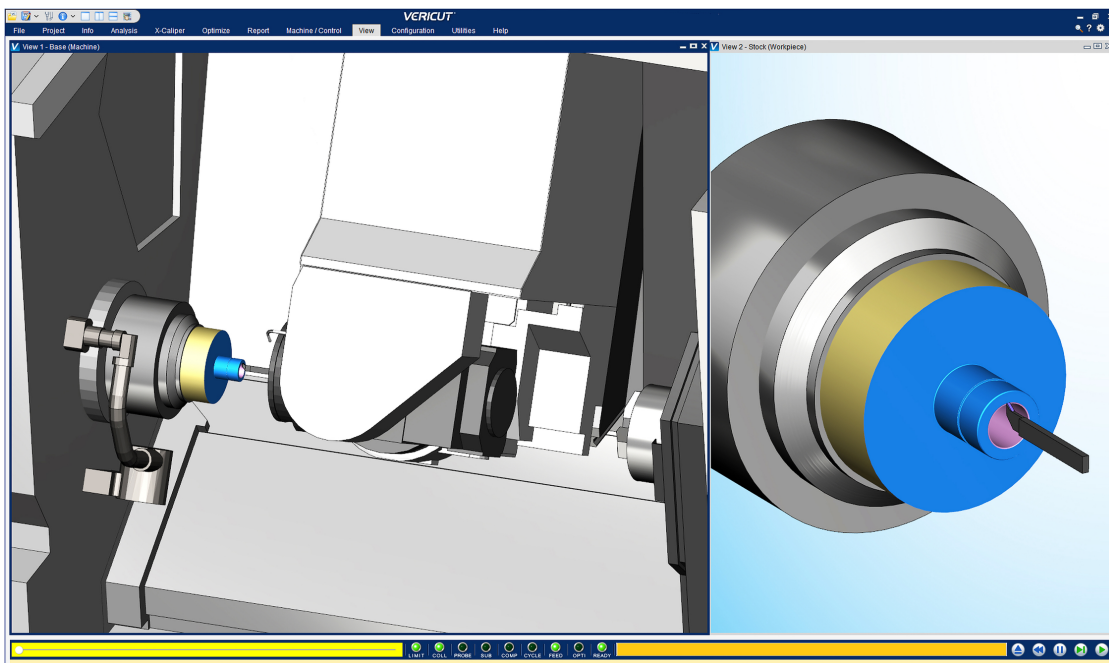 VERICUT
File Project Info Analysis X-Caliper Optimize Report Machine / Control View Configuration Utilities Help
View 1 - Base (Machine)
View 2 - Stock (Workpiece)
LIMIT COLL PROBE SUB COMP CYCLE FEED OPTI READY